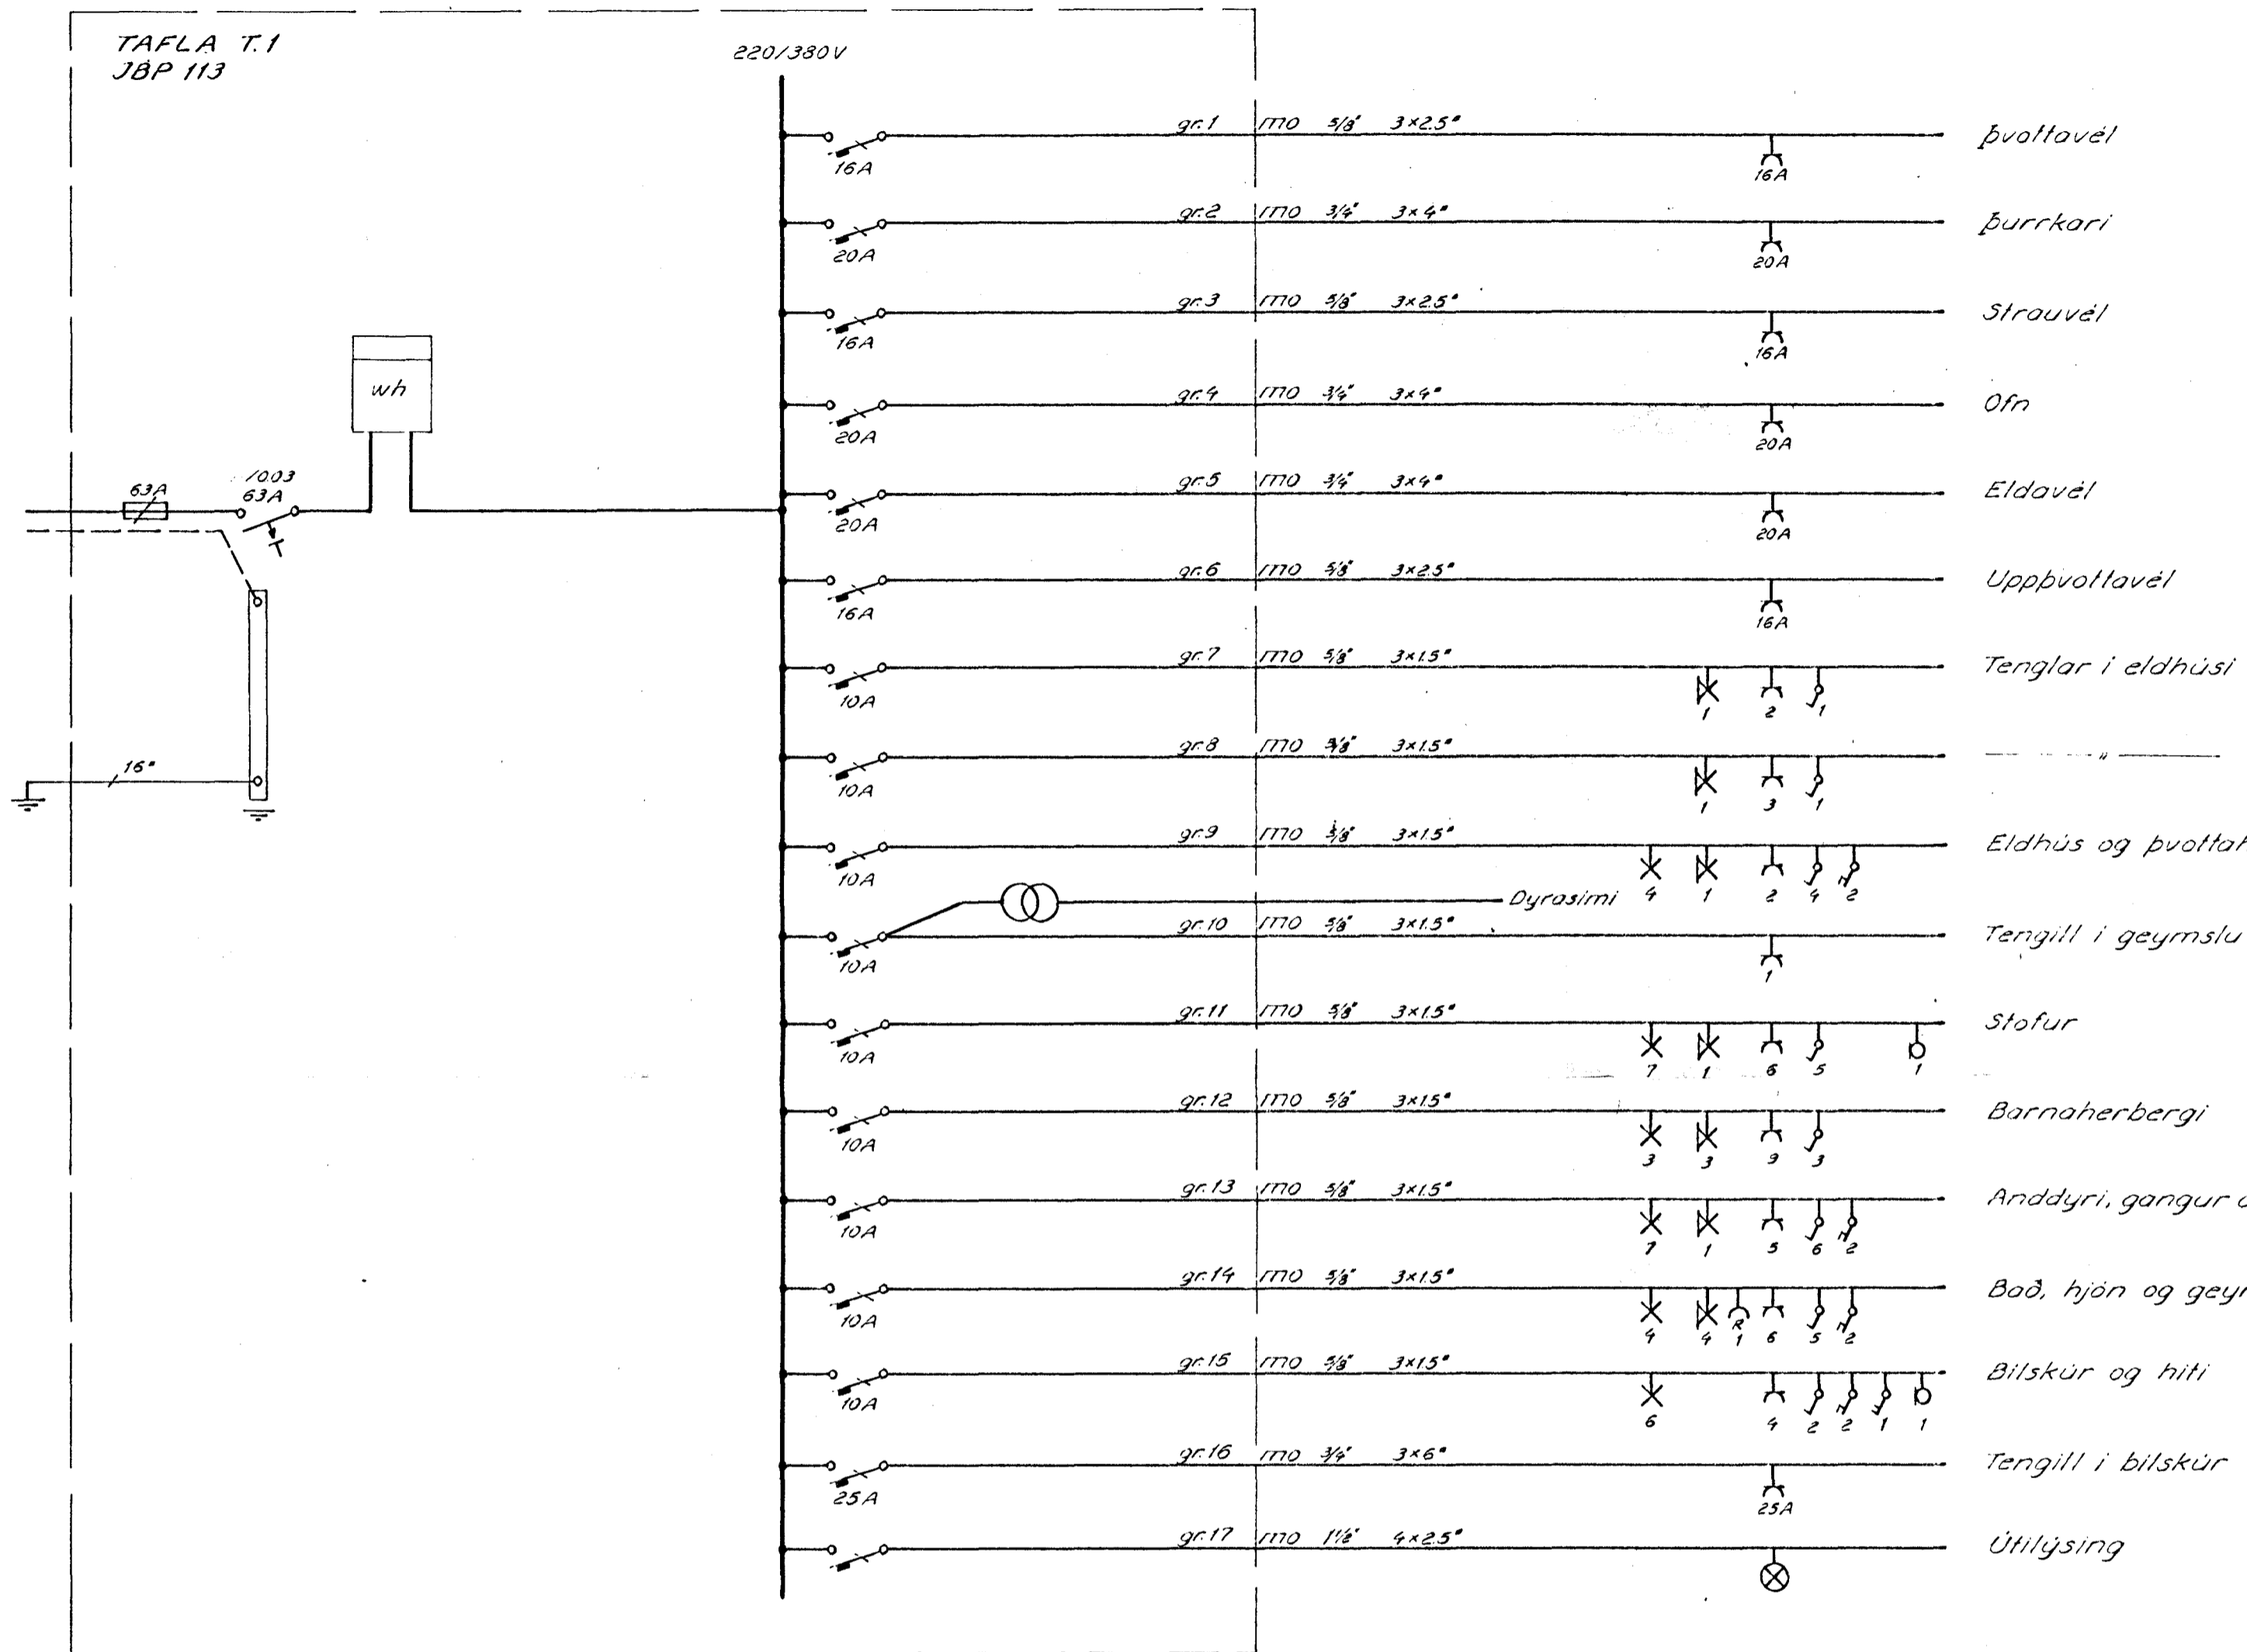 TAFLA T.1
JBP 113
220/380V
gr.1 mo 5/8" 3×2.5▪ þvottavél
16A 16A
gr.2 mo 3/4" 3×4▪ þurrkari
20A 20A
gr.3 mo 5/8" 3×2.5▪ Strauvél
16A 16A
wh
gr.4 mo 3/4" 3×4▪ Ofn
20A 20A
63A /0.03
63A
gr.5 mo 3/4" 3×4▪ Eldavél
20A 20A
gr.6 mo 5/8" 3×2.5▪ Uppþvottavél
16A 16A
gr.7 mo 5/8" 3×1.5▪ Tenglar í eldhúsi
10A 1 2 1
16▪
gr.8 mo 5/8" 3×1.5▪ — " —
10A 1 3 1
gr.9 mo 5/8" 3×1.5▪ Eldhús og þvottah
10A 4 1 2 4 2
Dyrasími
gr.10 mo 5/8" 3×1.5▪ Tengill í geymslu
10A 1
gr.11 mo 5/8" 3×1.5▪ Stofur
10A 7 1 6 5 1
gr.12 mo 5/8" 3×1.5▪ Barnaherbergi
10A 3 3 9 3
gr.13 mo 5/8" 3×1.5▪ Anddyri, gangur o
10A 7 1 5 6 2
gr.14 mo 5/8" 3×1.5▪ Bað, hjón og geym
10A 4 4 R 1 6 5 2
gr.15 mo 5/8" 3×1.5▪ Bílskúr og hiti
10A 6 4 2 2 1 1
gr.16 mo 3/4" 3×6▪ Tengill í bílskúr
25A 25A
gr.17 mo 1 1/2" 4×2.5▪ Útilýsing